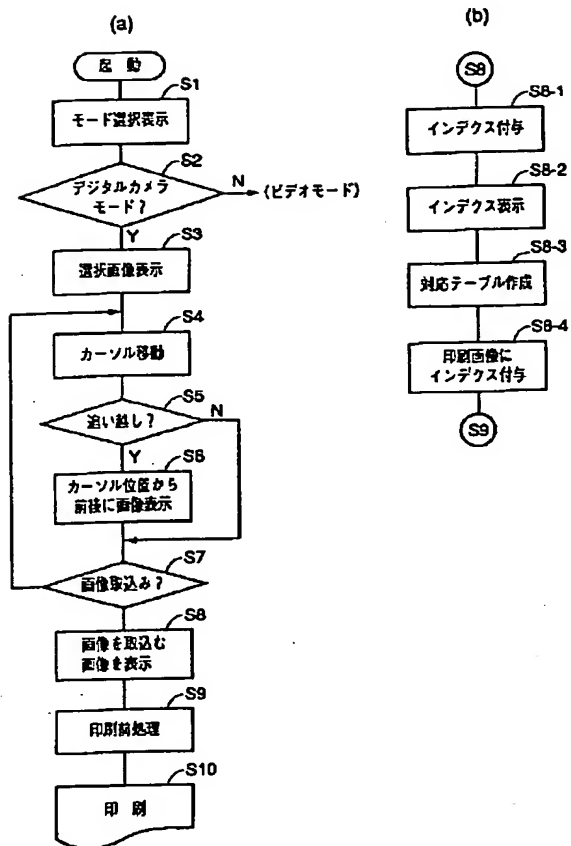 (a)
起動
S1
モード選択表示
S2
デジタルカメラ
モード？
N
(ビデオモード)
Y
S3
選択画像表示
S4
カーソル移動
S5
追い越し？
N
Y
S6
カーソル位置から
前後に画像表示
S7
画像取込み？
S8
画像を取込む
画像を表示
S9
印刷前処理
S10
印刷
(b)
S8
S8-1
インデクス付与
S8-2
インデクス表示
S8-3
対応テーブル作成
S8-4
印刷画像に
インデクス付与
S9